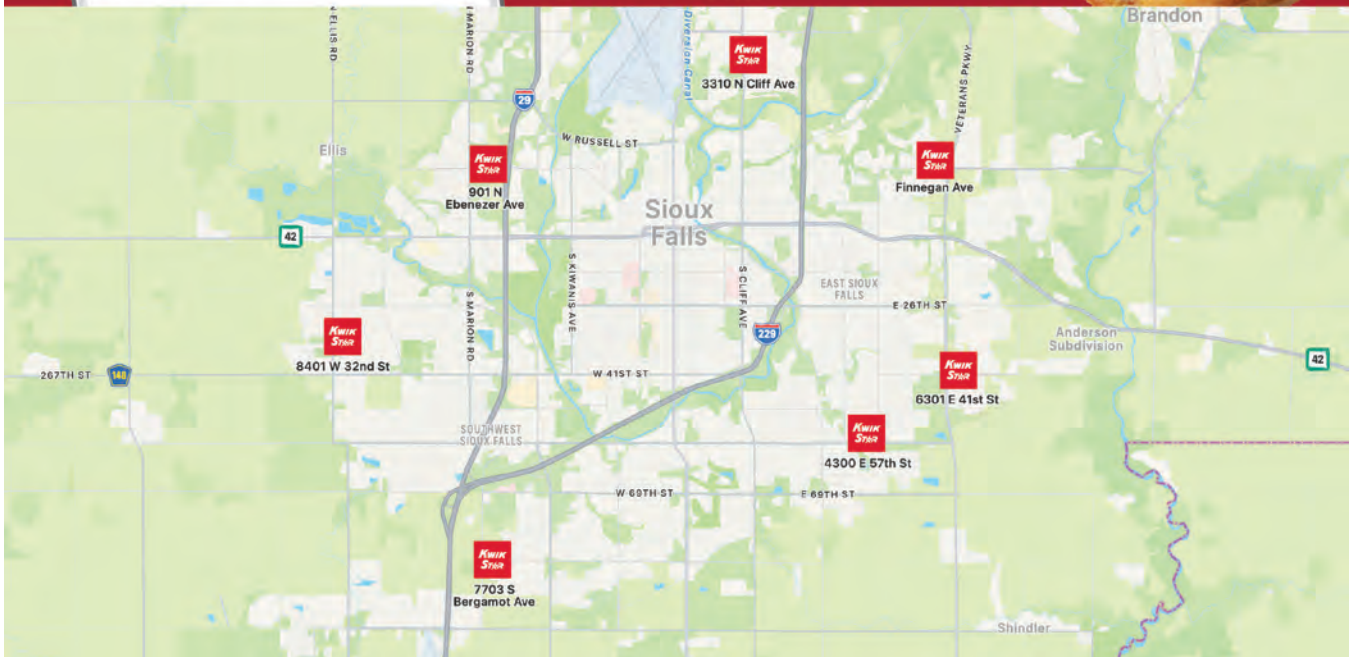 Brandon
N ELLIS RD
N MARION RD
Diversion Canal
KWIK
STAR
3310 N Cliff Ave
29
VETERANS PKWY
W RUSSELL ST
Ellis
KWIK
STAR
901 N
Ebenezer Ave
KWIK
STAR
Finnegan Ave
Sioux
Falls
42
S KIWANIS AVE
S CLIFF AVE
EAST SIOUX
FALLS
S MARION RD
E 26TH ST
229
Anderson
Subdivision
KWIK
STAR
8401 W 32nd St
42
267TH ST
148
W 41ST ST
KWIK
STAR
6301 E 41st St
SOUTHWEST
SIOUX FALLS
KWIK
STAR
4300 E 57th St
W 69TH ST
E 69TH ST
KWIK
STAR
7703 S
Bergamot Ave
Shindler